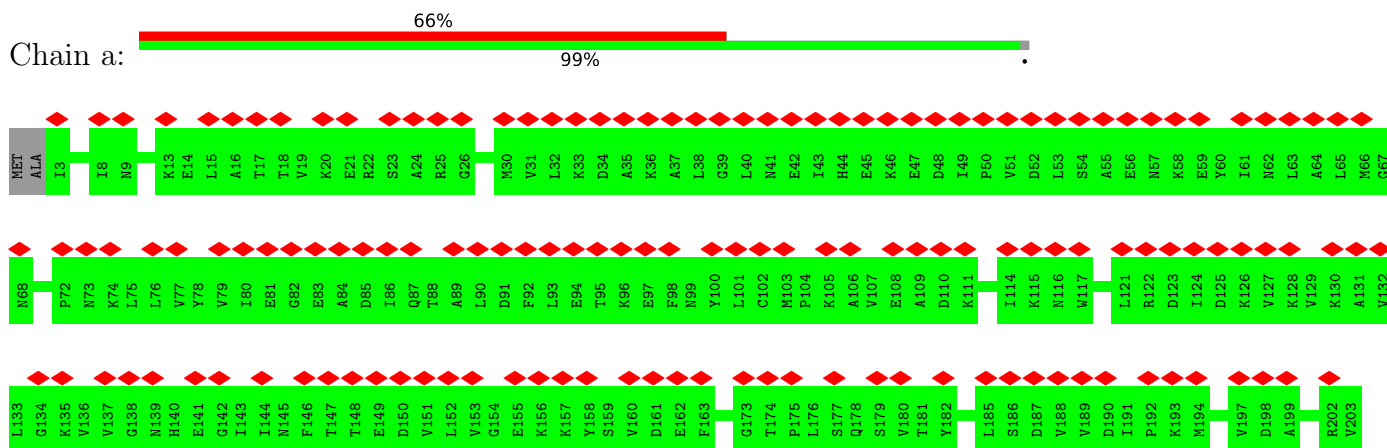 66%
Chain a:
99%
.
MET ALA I3 I8 N9 K13 E14 L15 A16 T17 T18 V19 K20 E21 R22 S23 A24 R25 G26 M30 V31 L32 K33 D34 A35 K36 A37 L38 G39 L40 N41 E42 I43 H44 E45 K46 E47 D48 I49 P50 V51 D52 L53 S54 A55 E56 N57 K58 E59 Y60 I61 N62 L63 A64 L65 M66 G67
N68 P72 N73 K74 L75 L76 V77 Y78 V79 I80 E81 G82 E83 A84 D85 I86 Q87 T88 A89 L90 D91 F92 L93 E94 T95 K96 E97 F98 N99 Y100 L101 C102 M103 P104 K105 A106 V107 E108 A109 D110 K111 I114 K115 N116 W117 L121 R122 D123 I124 D125 K126 V127 K128 V129 K130 A131 V132
L133 G134 K135 V136 V137 G138 N139 H140 E141 G142 I143 I144 N145 F146 T147 T148 E149 D150 V151 L152 V153 G154 E155 K156 K157 Y158 S159 V160 D161 E162 F163 G173 T174 P175 L176 S177 Q178 S179 V180 T181 Y182 L185 S186 D187 V188 V189 D190 I191 P192 K193 M194 V197 D198 A199 R202 V203